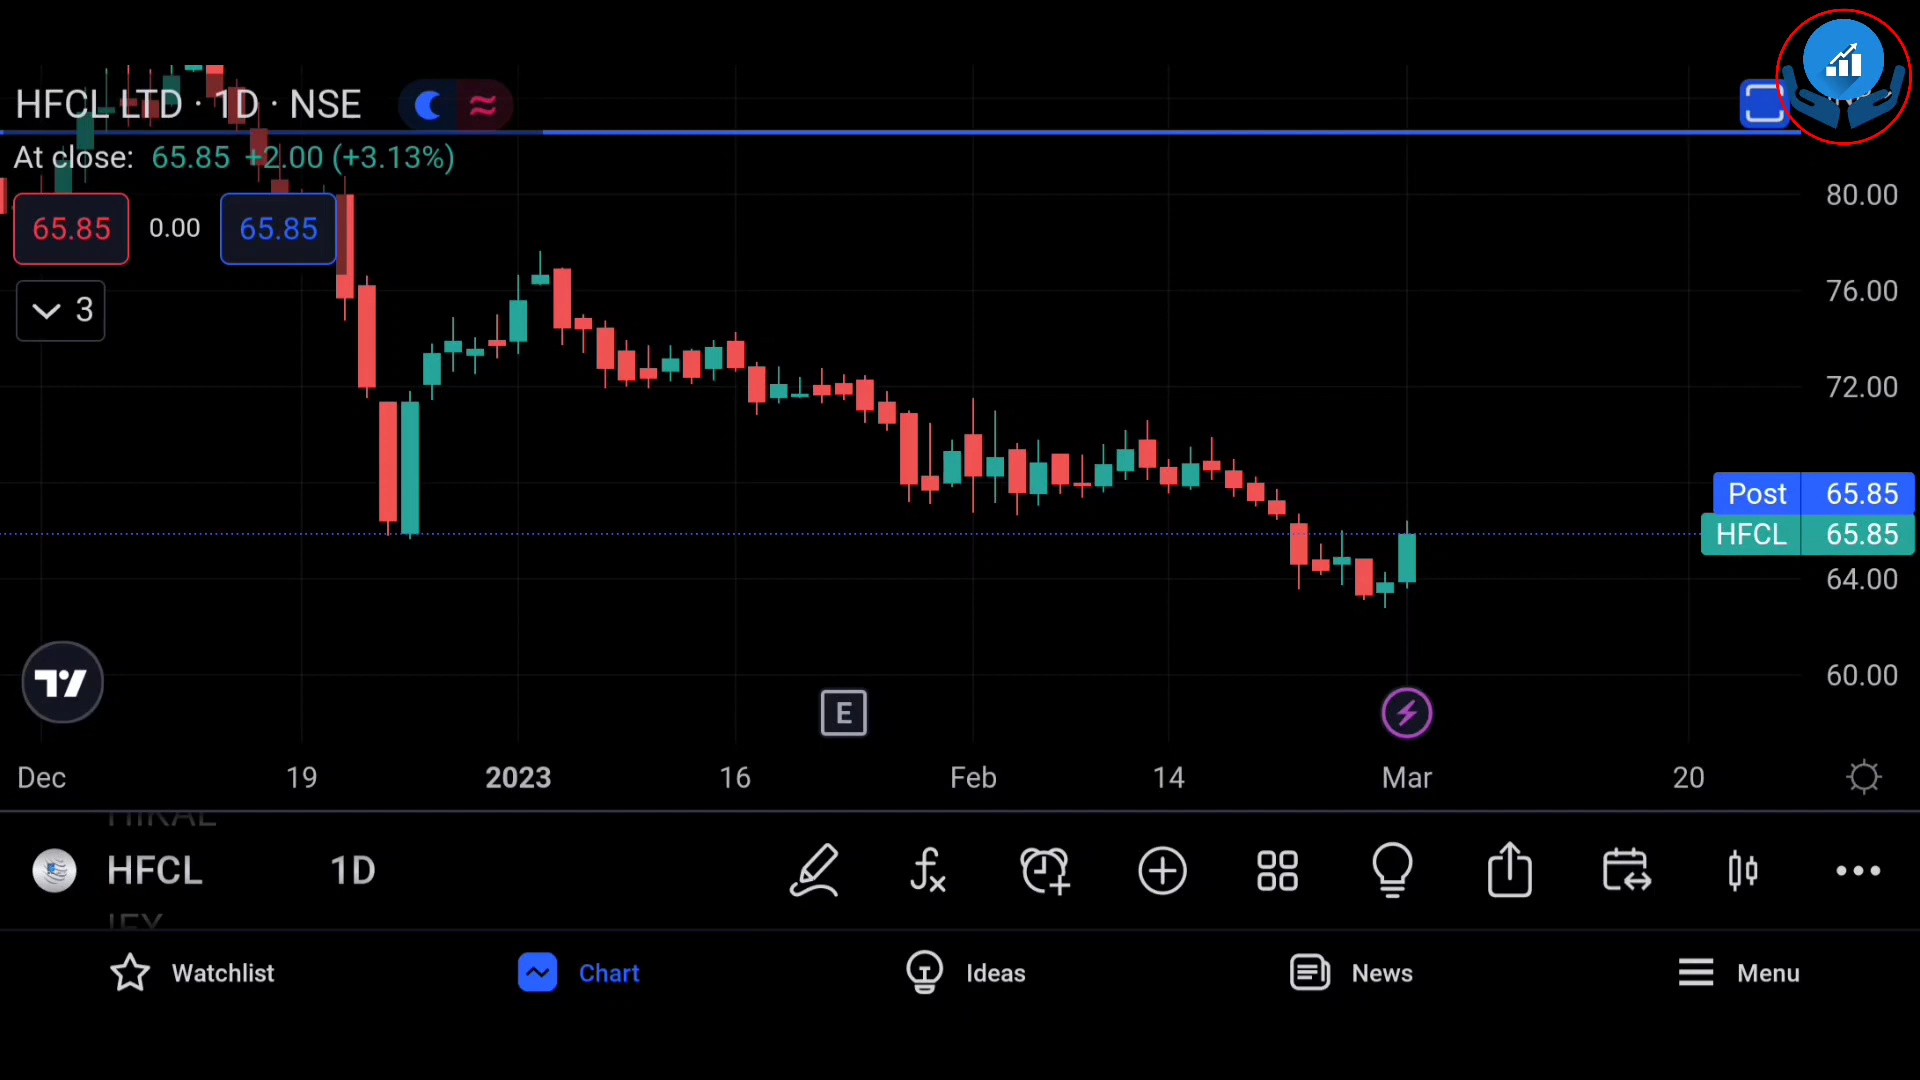 HFCL LTD · 1D · NSE
At close: 65.85 +2.00 (+3.13%)
65.85 0.00 65.85
3
80.00
76.00
72.00
Post 65.85
HFCL 65.85
64.00
60.00
E
Dec 19 2023 16 Feb 14 Mar 20
HIKAL
HFCL 1D
IEX
Watchlist Chart Ideas News Menu